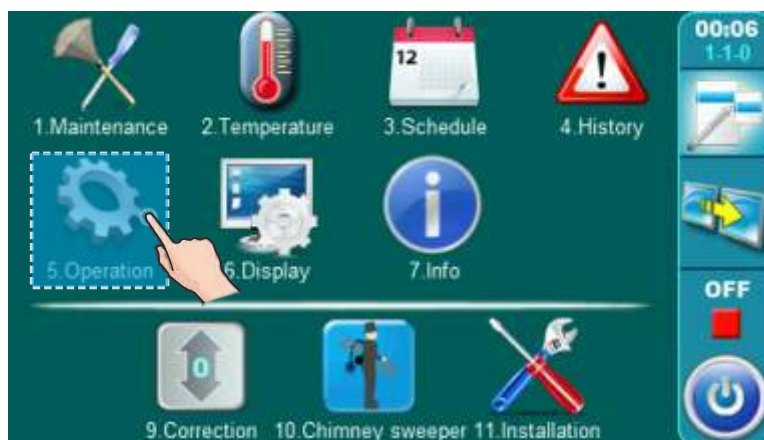 00:06
1-1-0
12
1.Maintenance 2.Temperature 3.Schedule 4.History
5.Operation 6.Display 7.Info
OFF
0
9.Correction 10.Chimney sweeper 11.Installation